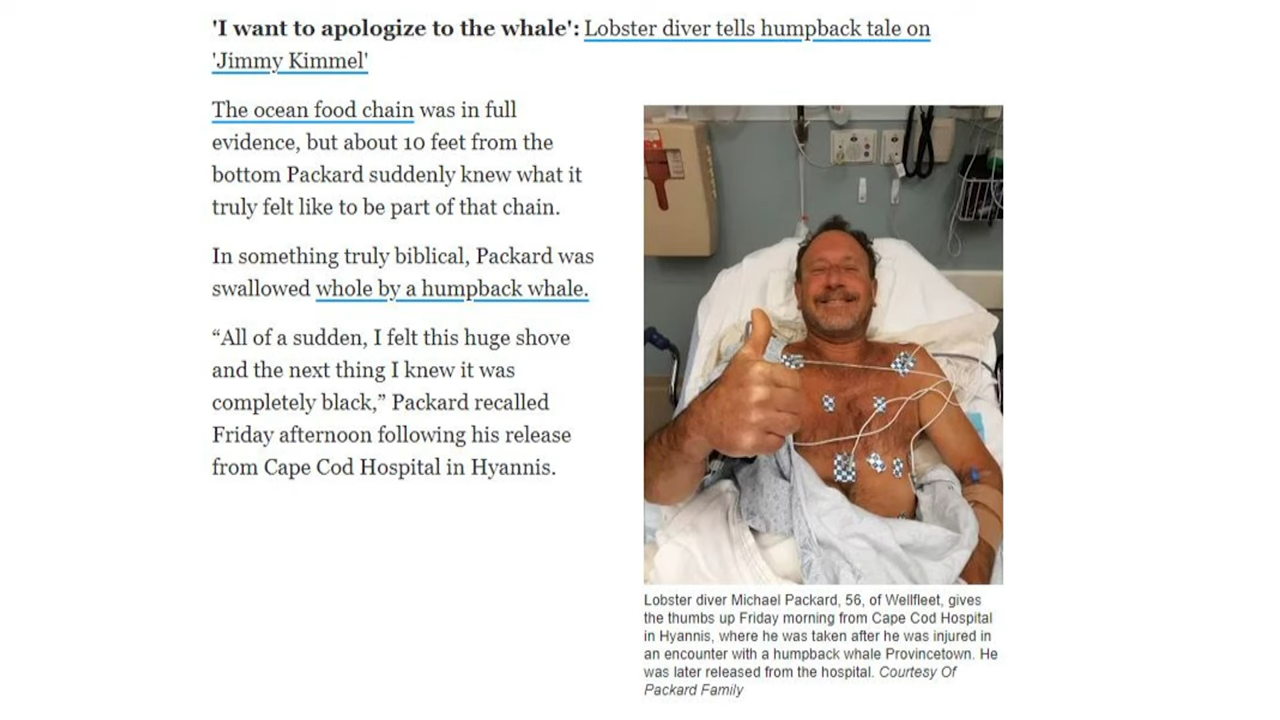 'I want to apologize to the whale': Lobster diver tells humpback tale on
'Jimmy Kimmel'
The ocean food chain was in full
evidence, but about 10 feet from the
bottom Packard suddenly knew what it
truly felt like to be part of that chain.
In something truly biblical, Packard was
swallowed whole by a humpback whale.
“All of a sudden, I felt this huge shove
and the next thing I knew it was
completely black,” Packard recalled
Friday afternoon following his release
from Cape Cod Hospital in Hyannis.
Lobster diver Michael Packard, 56, of Wellfleet, gives
the thumbs up Friday morning from Cape Cod Hospital
in Hyannis, where he was taken after he was injured in
an encounter with a humpback whale Provincetown. He
was later released from the hospital. Courtesy Of
Packard Family